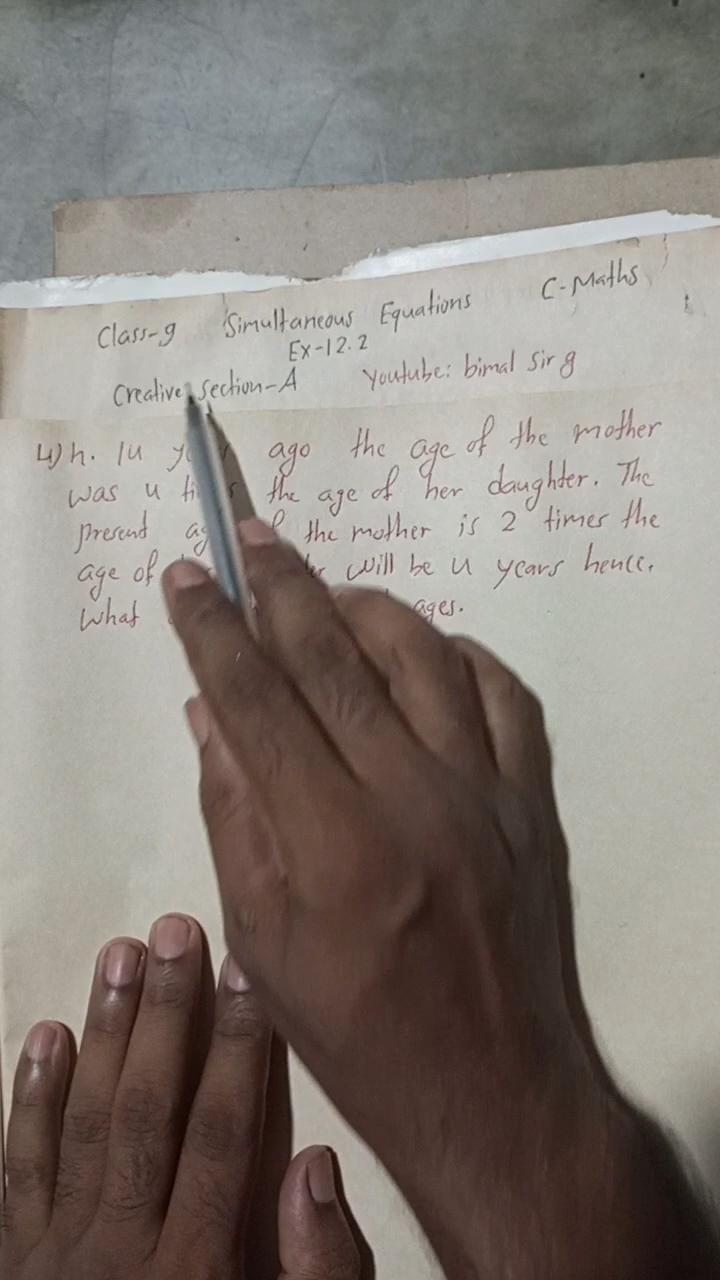 Class-9 Simultaneous Equations C-Maths
Ex-12.2
Creative section-A Youtube: bimal sir g
4) h. 14 ago the age of the mother
was 4 the age of her daughter. The
present the mother is 2 times the
age of will be 4 years hence.
What ages.